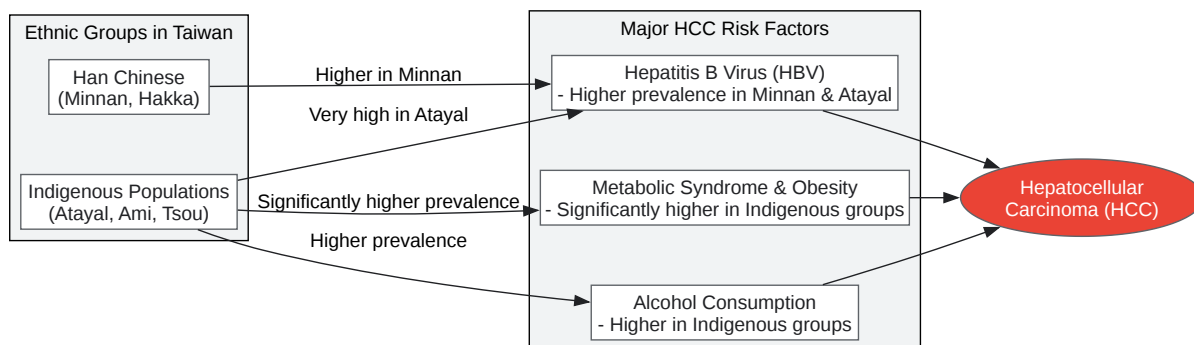 Ethnic Groups in Taiwan
Han Chinese
(Minnan, Hakka)
Indigenous Populations
(Atayal, Ami, Tsou)
Higher in Minnan
Very high in Atayal
Significantly higher prevalence
Higher prevalence
Major HCC Risk Factors
Hepatitis B Virus (HBV)
- Higher prevalence in Minnan & Atayal
Metabolic Syndrome & Obesity
- Significantly higher in Indigenous groups
Alcohol Consumption
- Higher in Indigenous groups
Hepatocellular
Carcinoma (HCC)